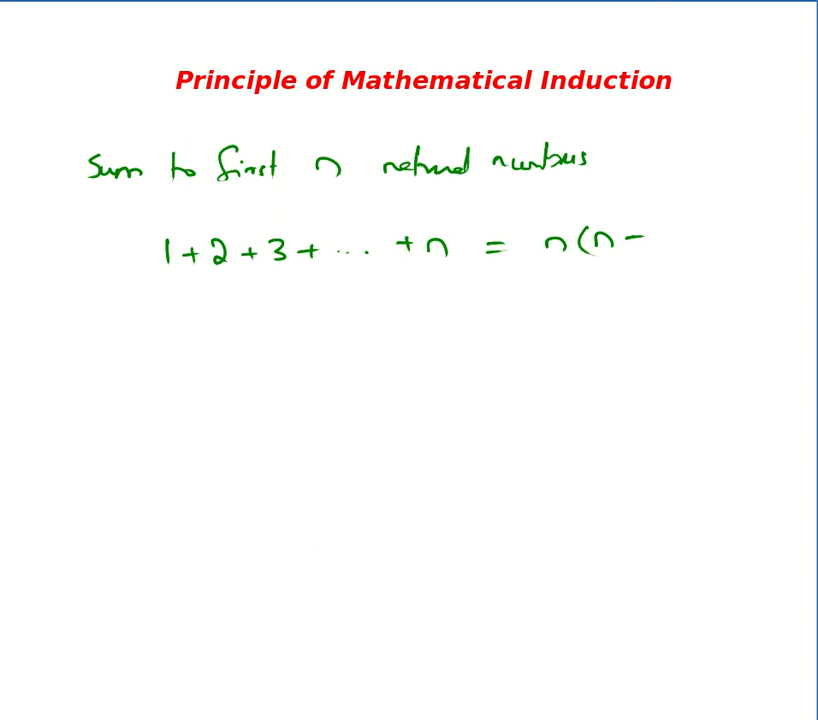 Principle of Mathematical Induction
Sum to first n natural numbers
1 + 2 + 3 + ... + n = n(n -